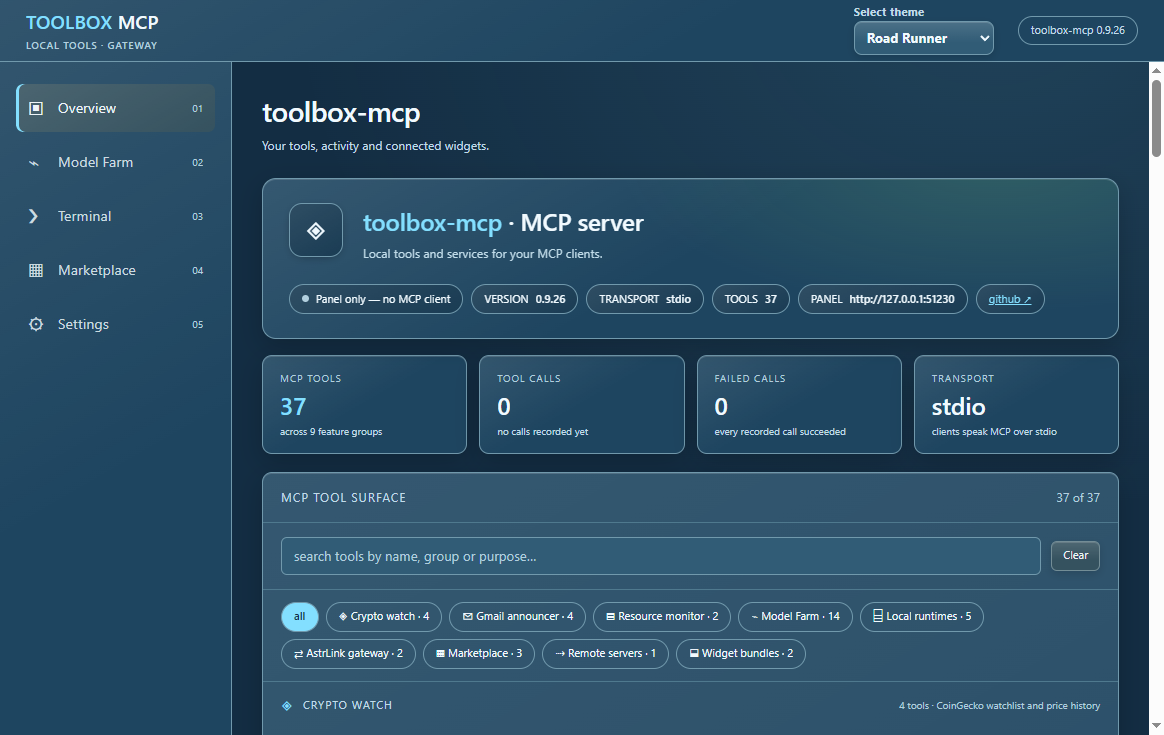 TOOLBOX MCP
LOCAL TOOLS · GATEWAY
Select theme
Road Runner
toolbox-mcp 0.9.26
Overview 01
Model Farm 02
Terminal 03
Marketplace 04
Settings 05
toolbox-mcp
Your tools, activity and connected widgets.
toolbox-mcp · MCP server
Local tools and services for your MCP clients.
Panel only — no MCP client
VERSION 0.9.26
TRANSPORT stdio
TOOLS 37
PANEL http://127.0.0.1:51230
github ↗
MCP TOOLS
37
across 9 feature groups
TOOL CALLS
0
no calls recorded yet
FAILED CALLS
0
every recorded call succeeded
TRANSPORT
stdio
clients speak MCP over stdio
MCP TOOL SURFACE 37 of 37
search tools by name, group or purpose...
Clear
all
Crypto watch · 4
Gmail announcer · 4
Resource monitor · 2
Model Farm · 14
Local runtimes · 5
AstrLink gateway · 2
Marketplace · 3
Remote servers · 1
Widget bundles · 2
CRYPTO WATCH 4 tools · CoinGecko watchlist and price history